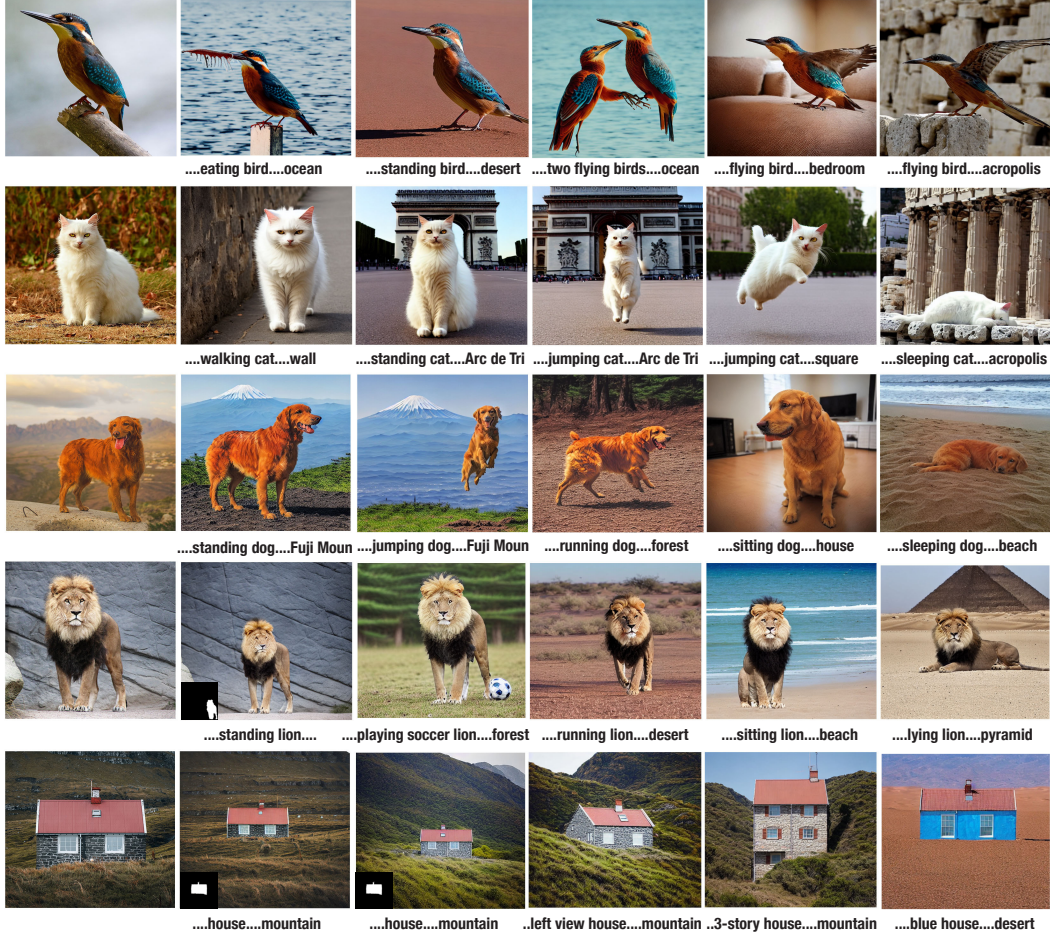 ....eating bird....ocean
....standing bird....desert
....two flying birds....ocean
....flying bird....bedroom
....flying bird....acropolis
....walking cat....wall
....standing cat....Arc de Tri
....jumping cat....Arc de Tri
....jumping cat....square
....sleeping cat....acropolis
....standing dog....Fuji Moun
....jumping dog....Fuji Moun
....running dog....forest
....sitting dog....house
....sleeping dog....beach
....standing lion....
....playing soccer lion....forest
....running lion....desert
....sitting lion....beach
....lying lion....pyramid
....house....mountain
....house....mountain
..left view house....mountain
..3-story house....mountain
....blue house....desert